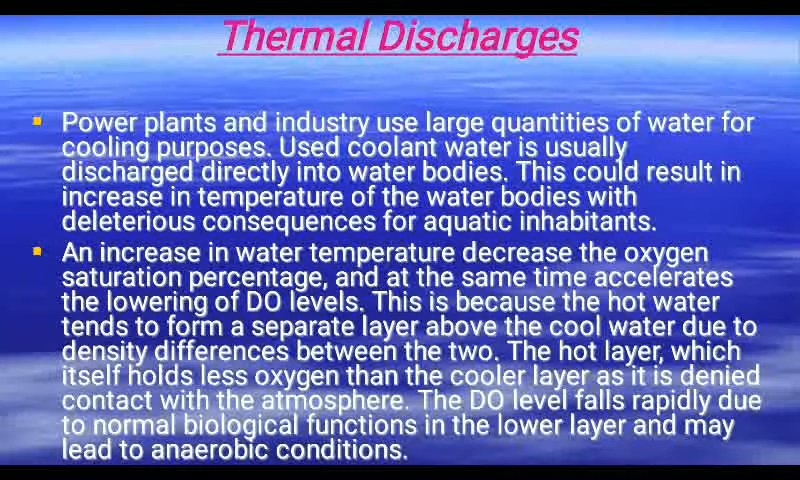 Thermal Discharges
Power plants and industry use large quantities of water for
cooling purposes. Used coolant water is usually
discharged directly into water bodies. This could result in
increase in temperature of the water bodies with
deleterious consequences for aquatic inhabitants.
An increase in water temperature decrease the oxygen
saturation percentage, and at the same time accelerates
the lowering of DO levels. This is because the hot water
tends to form a separate layer above the cool water due to
density differences between the two. The hot layer, which
itself holds less oxygen than the cooler layer as it is denied
contact with the atmosphere. The DO level falls rapidly due
to normal biological functions in the lower layer and may
lead to anaerobic conditions.